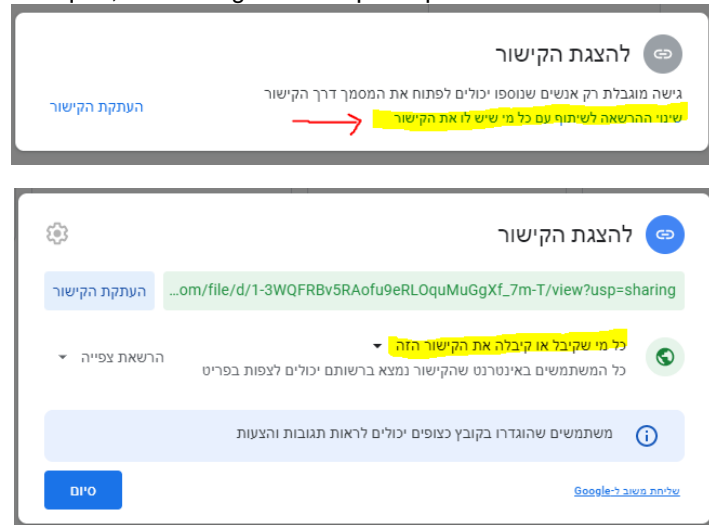 להצגת הקישור
גישה מוגבלת רק אנשים שנוספו יכולים לפתוח את המסמך דרך הקישור
העתקת הקישור
שינוי ההרשאה לשיתוף עם כל מי שיש לו את הקישור
להצגת הקישור
...om/file/d/1-3WQFRBv5RAofu9eRLOquMuGgXf_7m-T/view?usp=sharing
העתקת הקישור
כל מי שקיבל או קיבלה את הקישור הזה
הרשאת צפייה
כל המשתמשים באינטרנט שהקישור נמצא ברשותם יכולים לצפות בפריט
משתמשים שהוגדרו בקובץ כצופים יכולים לראות תגובות והצעות
שליחת משוב ל-Google
סיום